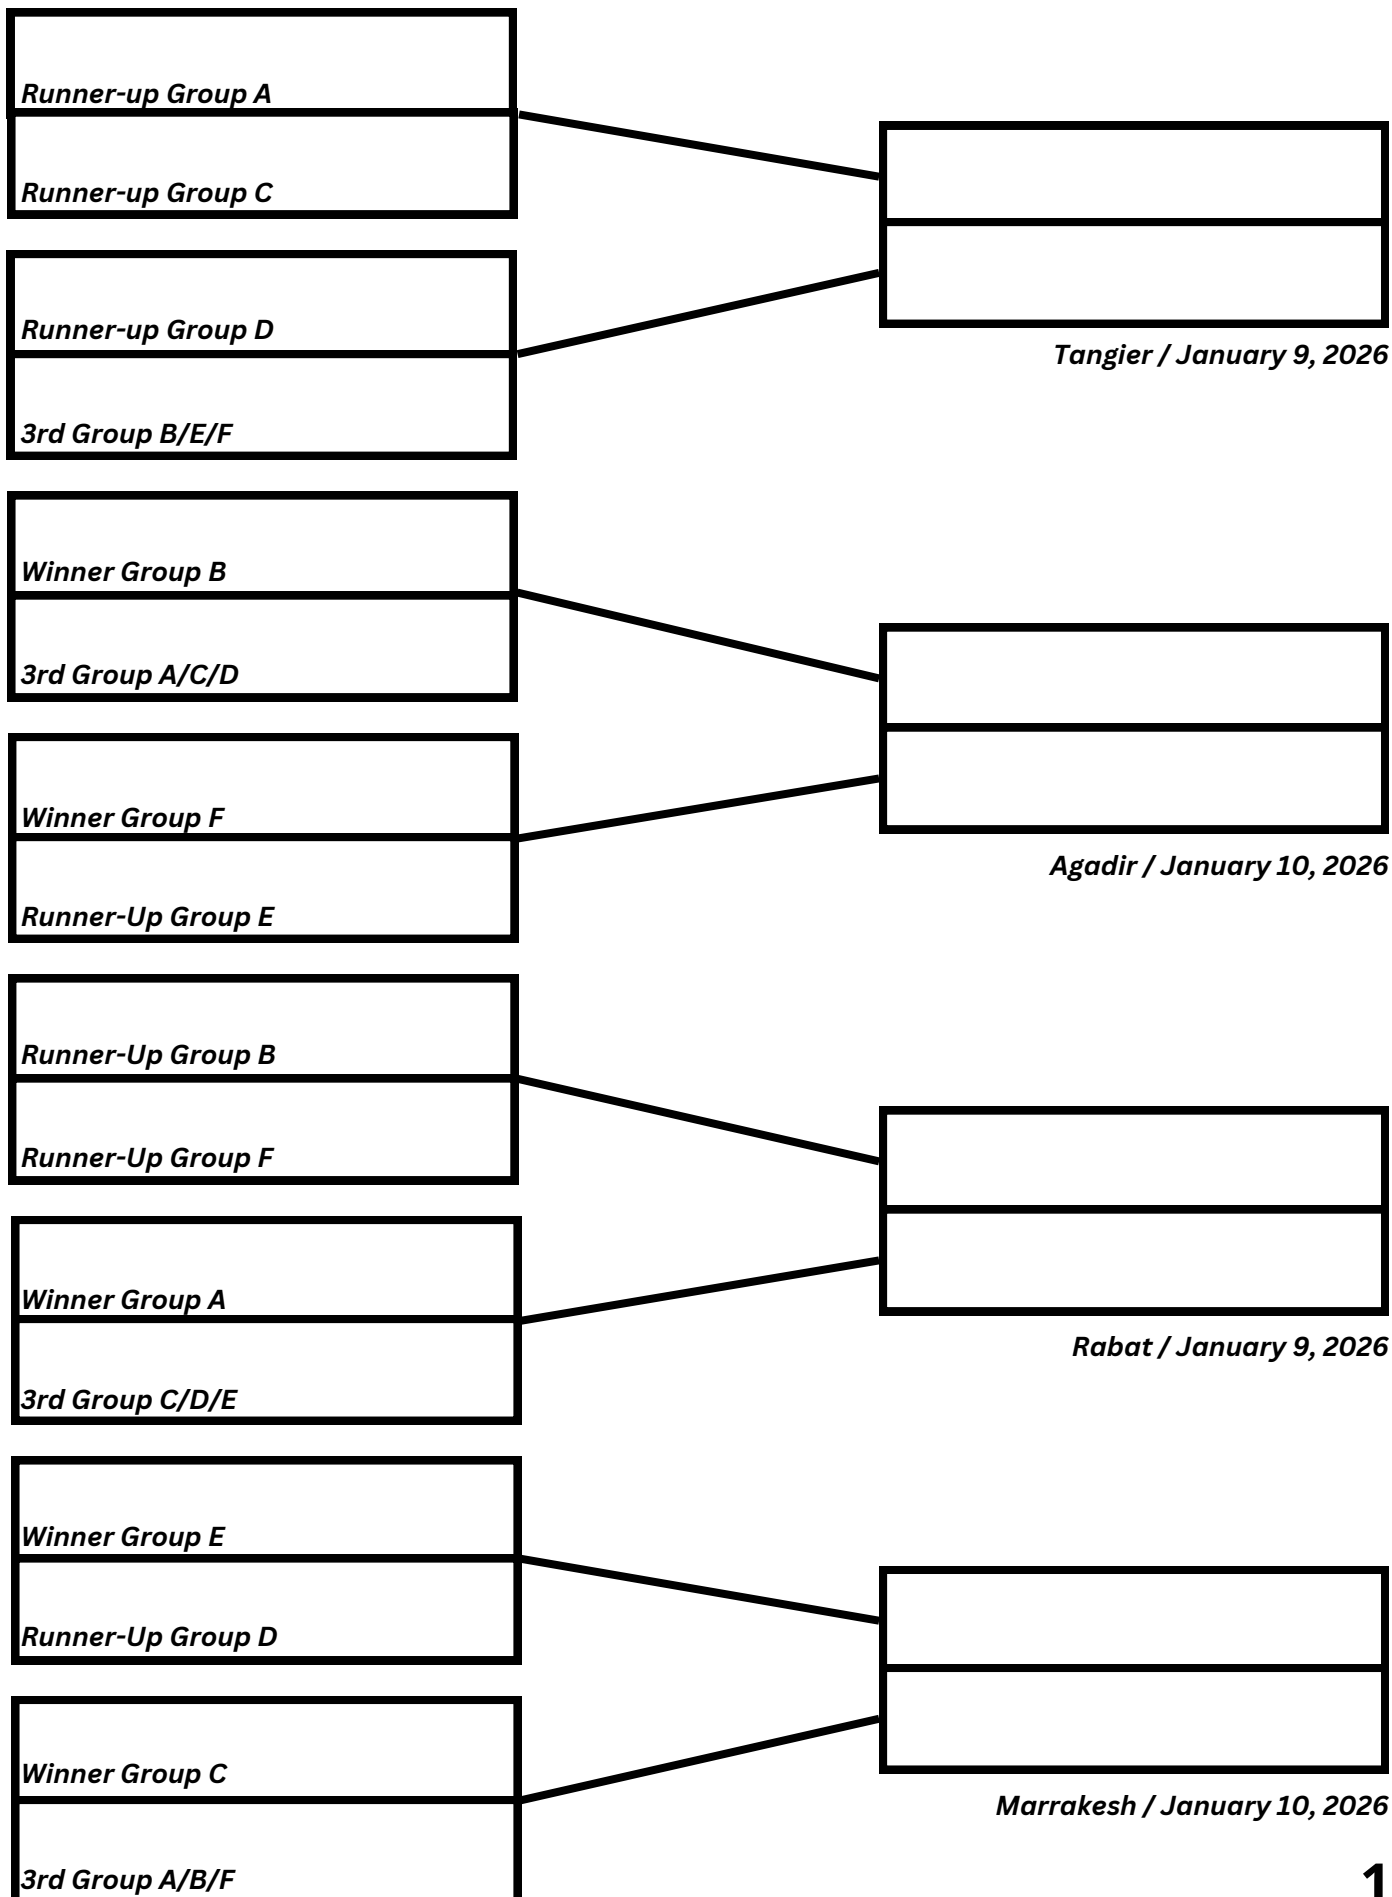 Runner-up Group A
Runner-up Group C
Runner-up Group D
3rd Group B/E/F
Tangier / January 9, 2026
Winner Group B
3rd Group A/C/D
Winner Group F
Runner-Up Group E
Agadir / January 10, 2026
Runner-Up Group B
Runner-Up Group F
Winner Group A
3rd Group C/D/E
Rabat / January 9, 2026
Winner Group E
Runner-Up Group D
Winner Group C
3rd Group A/B/F
Marrakesh / January 10, 2026
1